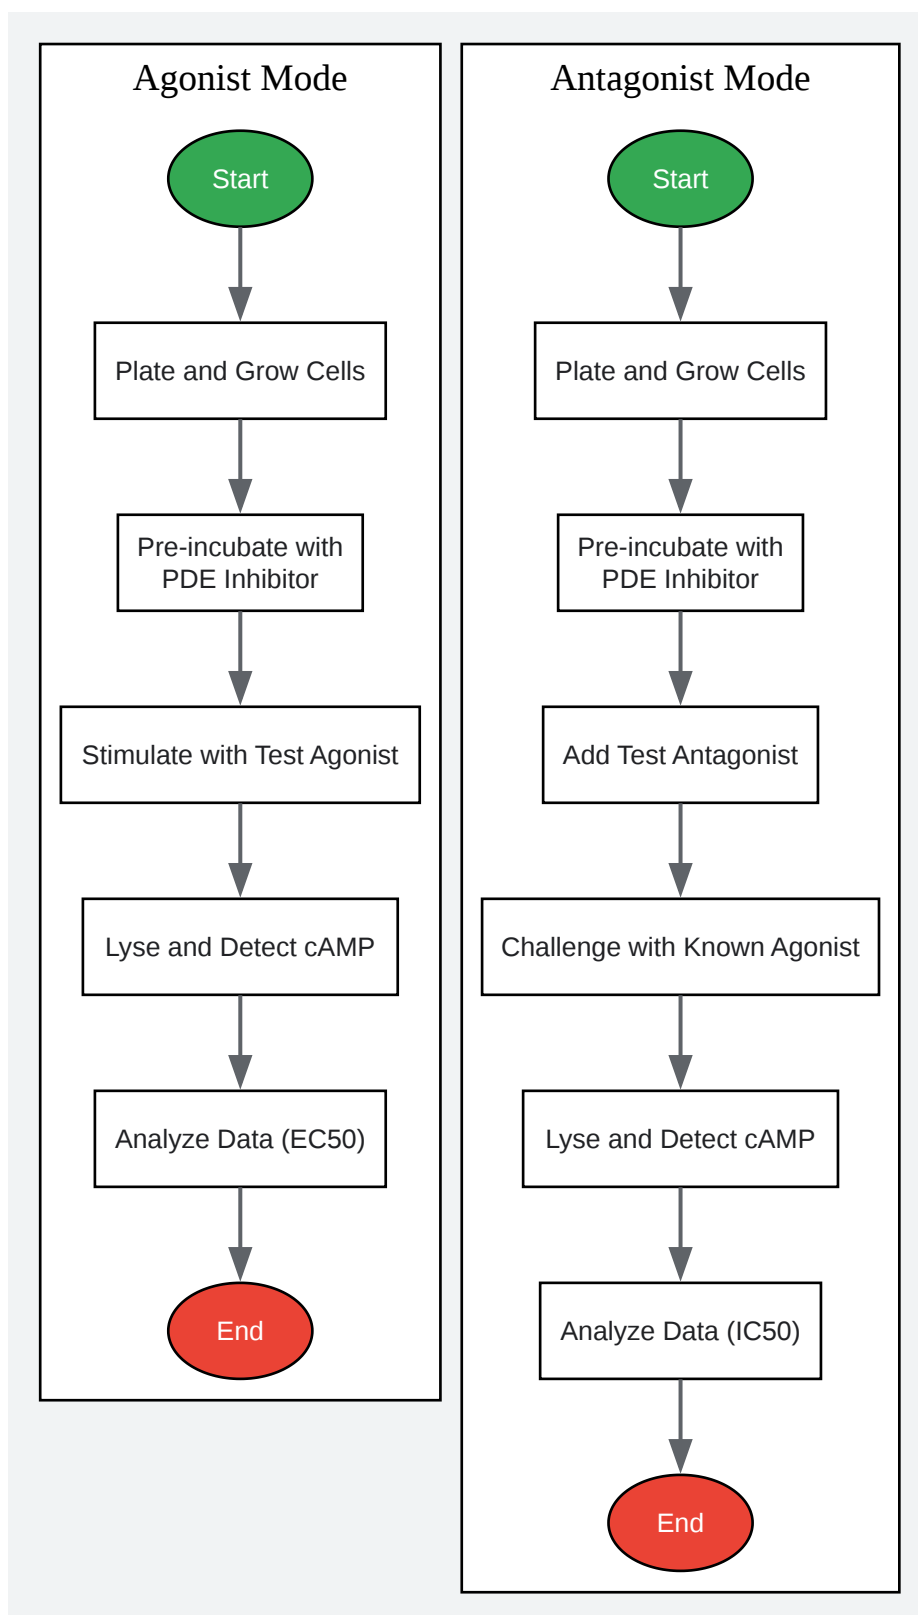 Agonist Mode
Start
Plate and Grow Cells
Pre-incubate with
PDE Inhibitor
Stimulate with Test Agonist
Lyse and Detect cAMP
Analyze Data (EC50)
End
Antagonist Mode
Start
Plate and Grow Cells
Pre-incubate with
PDE Inhibitor
Add Test Antagonist
Challenge with Known Agonist
Lyse and Detect cAMP
Analyze Data (IC50)
End